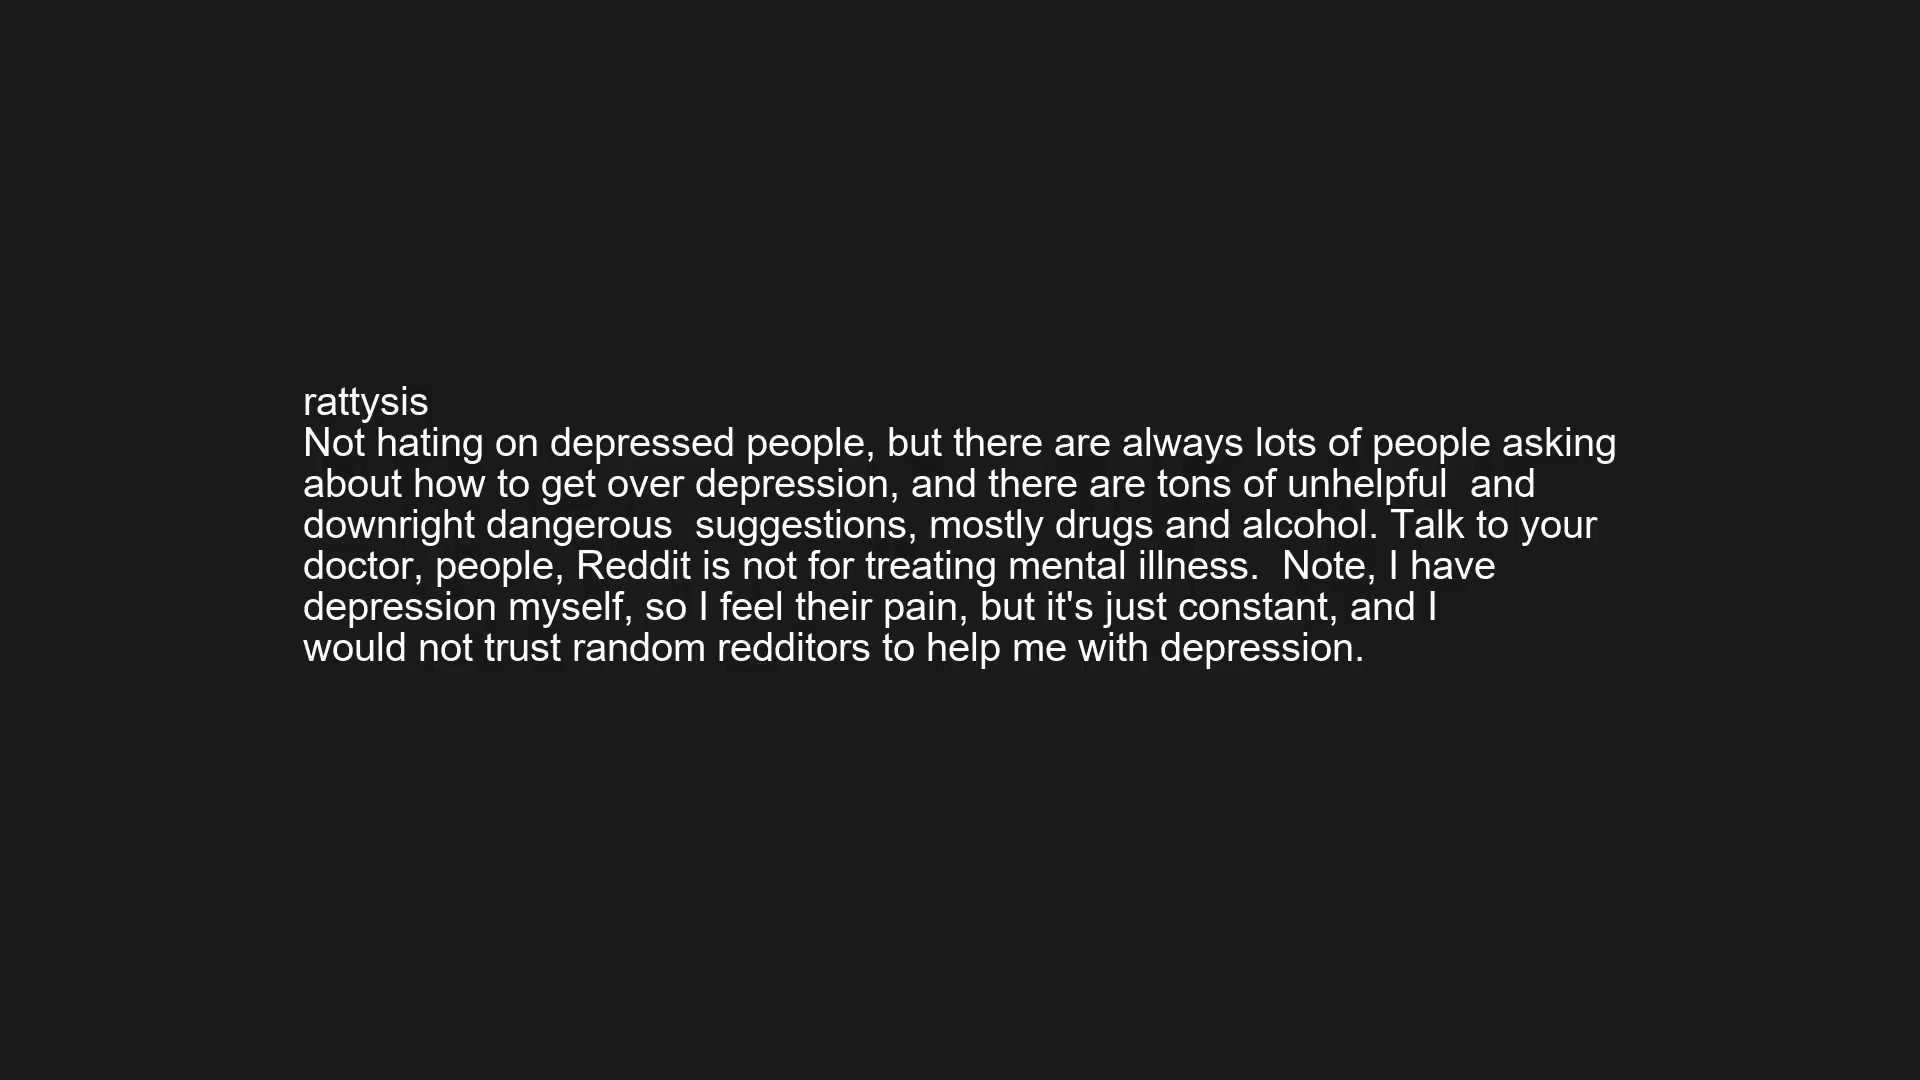 rattysis
Not hating on depressed people, but there are always lots of people asking
about how to get over depression, and there are tons of unhelpful  and
downright dangerous  suggestions, mostly drugs and alcohol. Talk to your
doctor, people, Reddit is not for treating mental illness.  Note, I have
depression myself, so I feel their pain, but it's just constant, and I
would not trust random redditors to help me with depression.